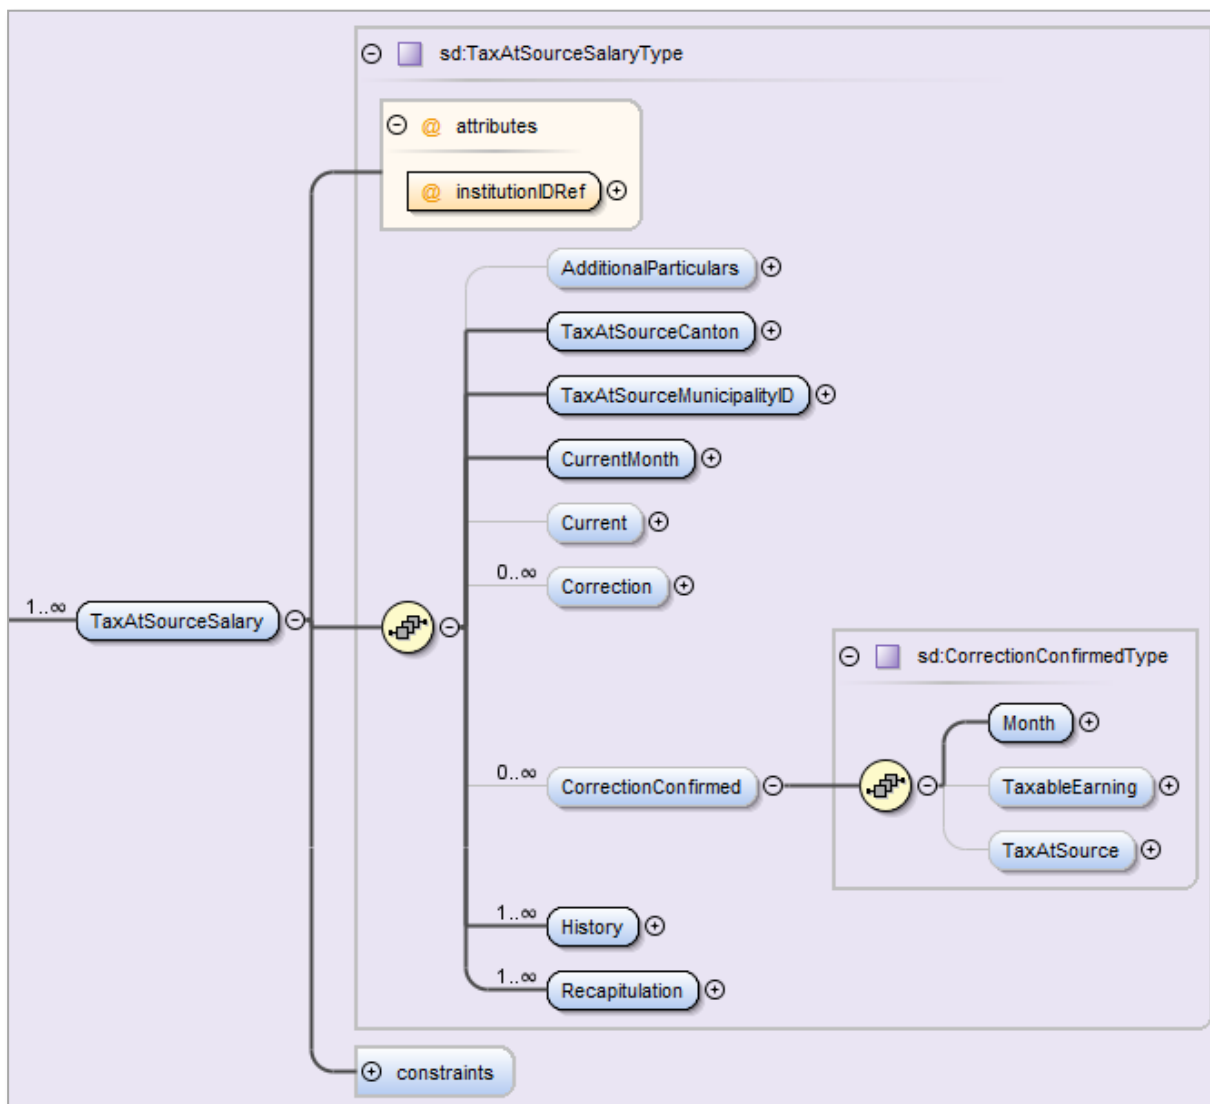 sd:TaxAtSourceSalaryType
@ attributes
@ institutionIDRef
AdditionalParticulars
TaxAtSourceCanton
TaxAtSourceMunicipalityID
CurrentMonth
Current
0..∞
Correction
1..∞
TaxAtSourceSalary
sd:CorrectionConfirmedType
Month
0..∞
CorrectionConfirmed
TaxableEarning
TaxAtSource
1..∞
History
1..∞
Recapitulation
constraints